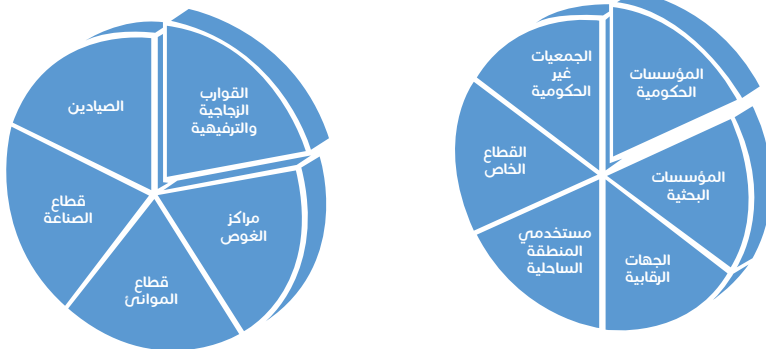 المؤسسات
الحكومية
المؤسسات
البحثية
الجهات
الرقابية
مستخدمي
المنطقة
الساحلية
القطاع
الخاص
الجمعيات
غير
الحكومية
القوارب
الزجاجية
والترفيهية
مراكز
الغوص
قطاع
الموانئ
قطاع
الصناعة
الصيادين